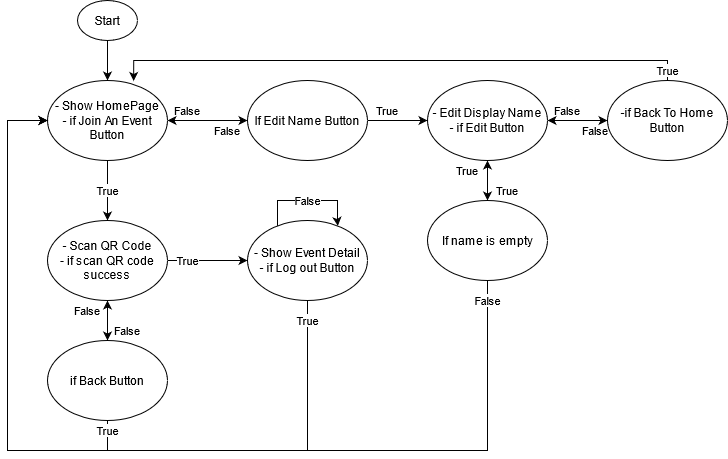 Start
True
- Show HomePage
- if Join An Event
Button
False
False
If Edit Name Button
True
- Edit Display Name
- if Edit Button
False
False
-if Back To Home
Button
True
True
True
- Scan QR Code
- if scan QR code
success
True
False
- Show Event Detail
- if Log out Button
If name is empty
False
False
True
False
if Back Button
True